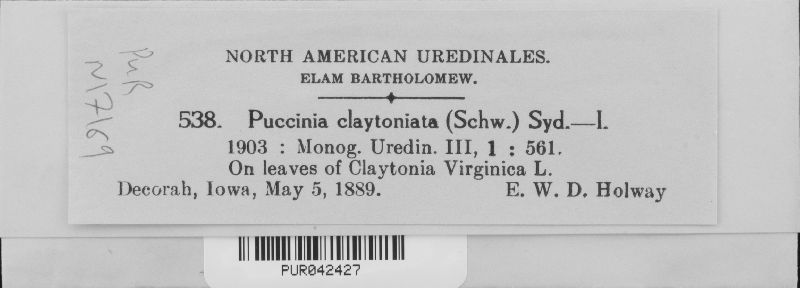 PUR
N17169
NORTH AMERICAN UREDINALES.
ELAM BARTHOLOMEW.
538. Puccinia claytoniata (Schw.) Syd.—I.
1903 : Monog. Uredin. III, 1 : 561.
On leaves of Claytonia Virginica L.
Decorah, Iowa, May 5, 1889. E. W. D. Holway
PUR042427